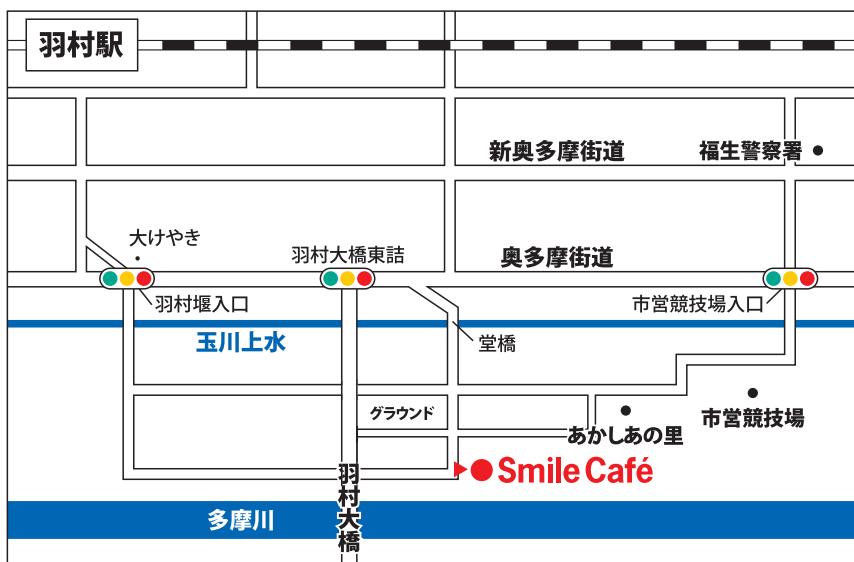 羽村駅
新奥多摩街道
福生警察署
大けやき
羽村大橋東詰
奥多摩街道
羽村堰入口
市営競技場入口
玉川上水
堂橋
グラウンド
あかしあの里
市営競技場
Smile Café
羽村大橋
多摩川